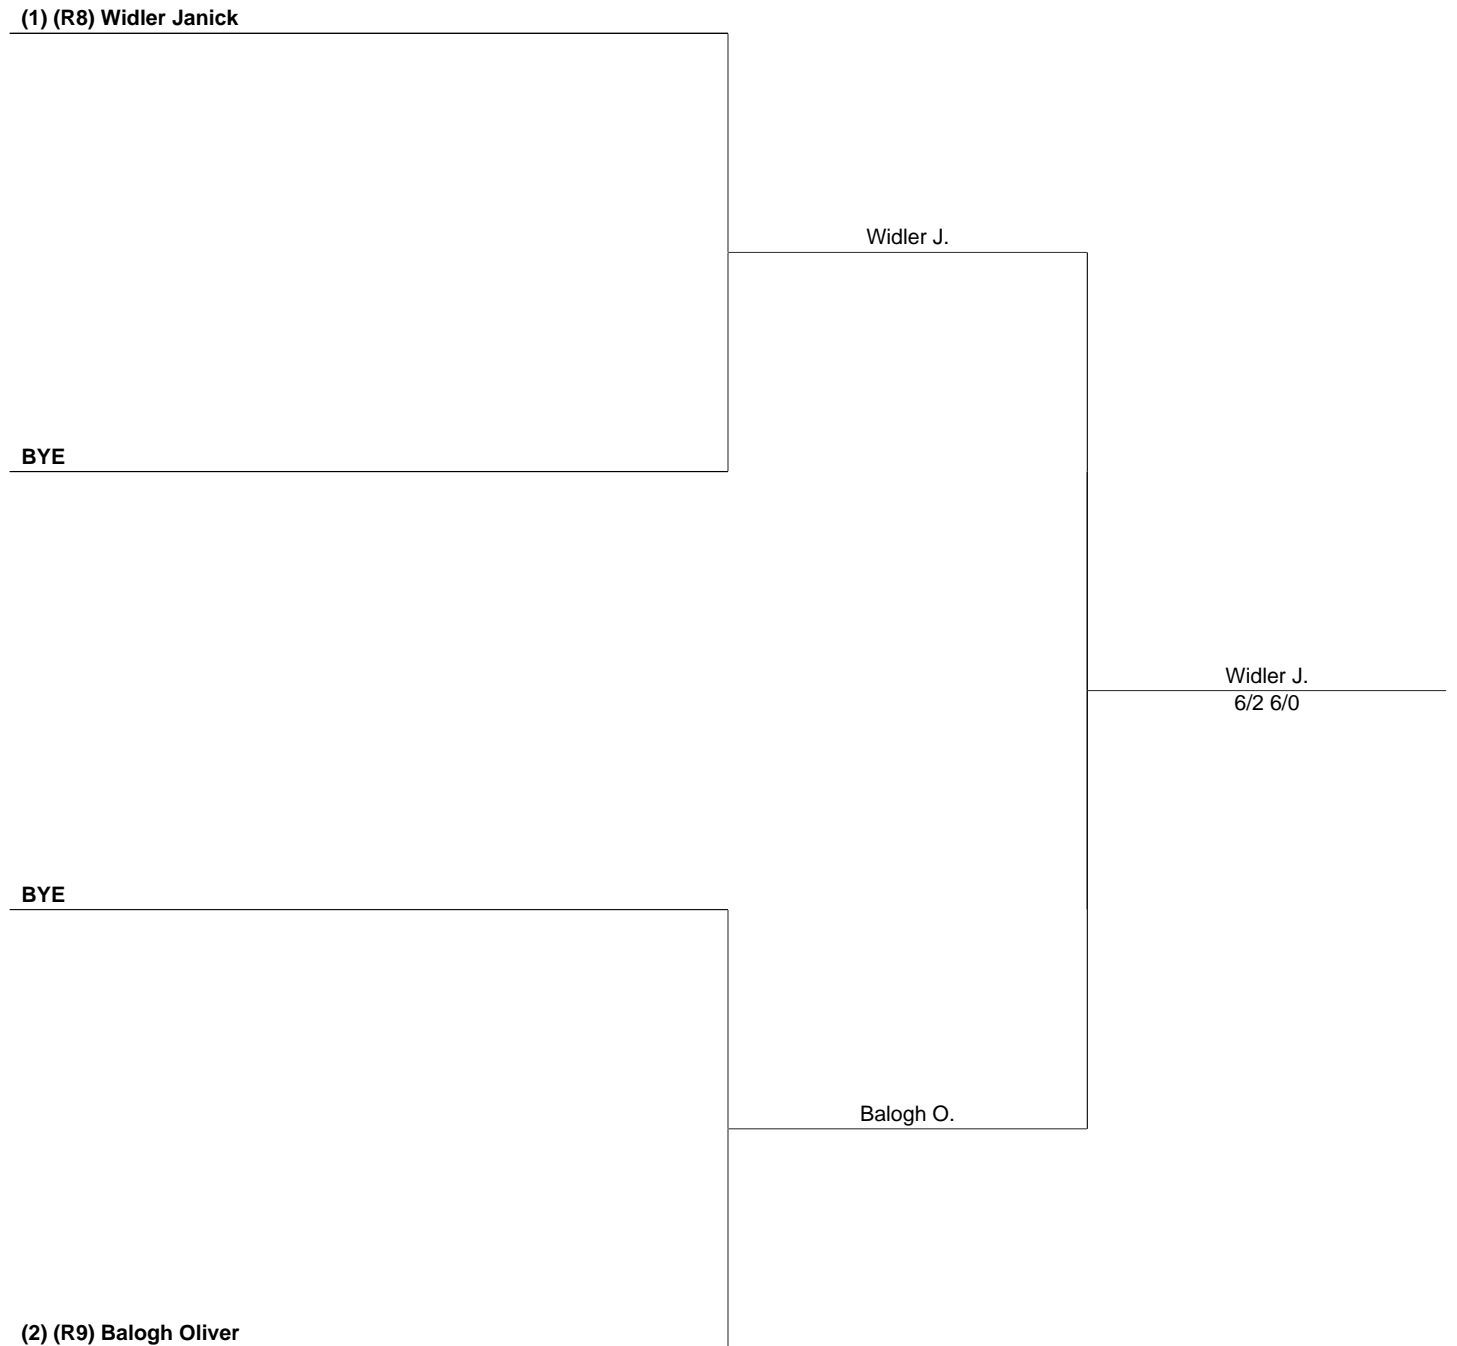 (1) (R8) Widler Janick
Widler J.
BYE
Widler J.
6/2 6/0
BYE
Balogh O.
(2) (R9) Balogh Oliver